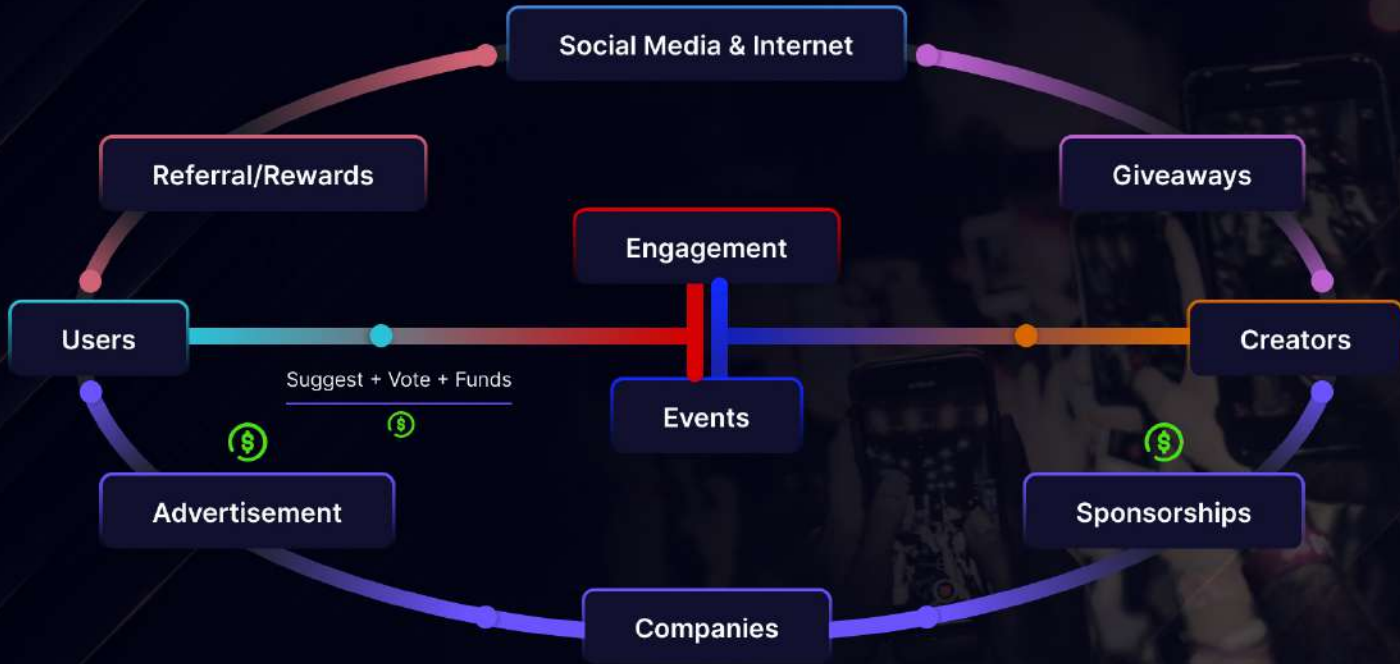 Social Media & Internet
Referral/Rewards
Giveaways
Engagement
Users
Creators
Suggest + Vote + Funds
$
Events
$
$
Advertisement
Sponsorships
Companies